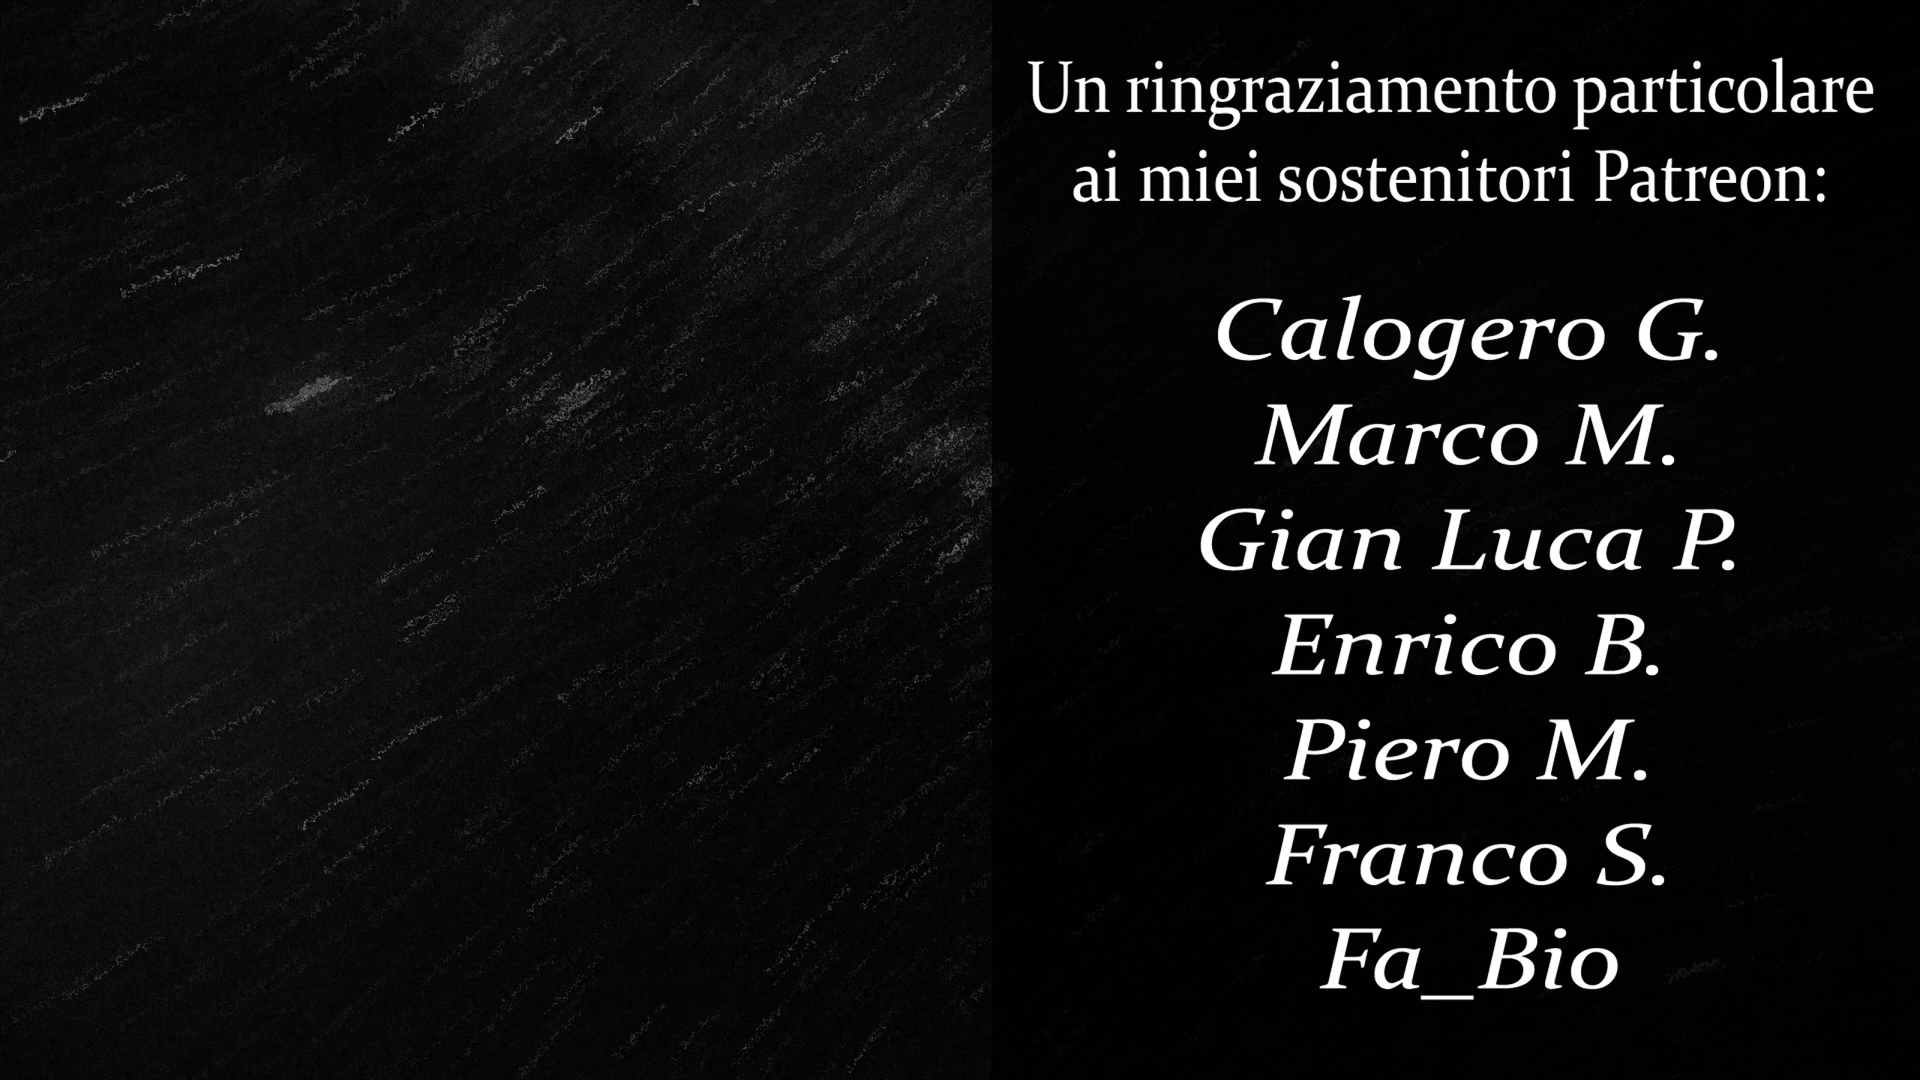 Un ringraziamento particolare
ai miei sostenitori Patreon:
Calogero G.
Marco M.
Gian Luca P.
Enrico B.
Piero M.
Franco S.
Fa_Bio